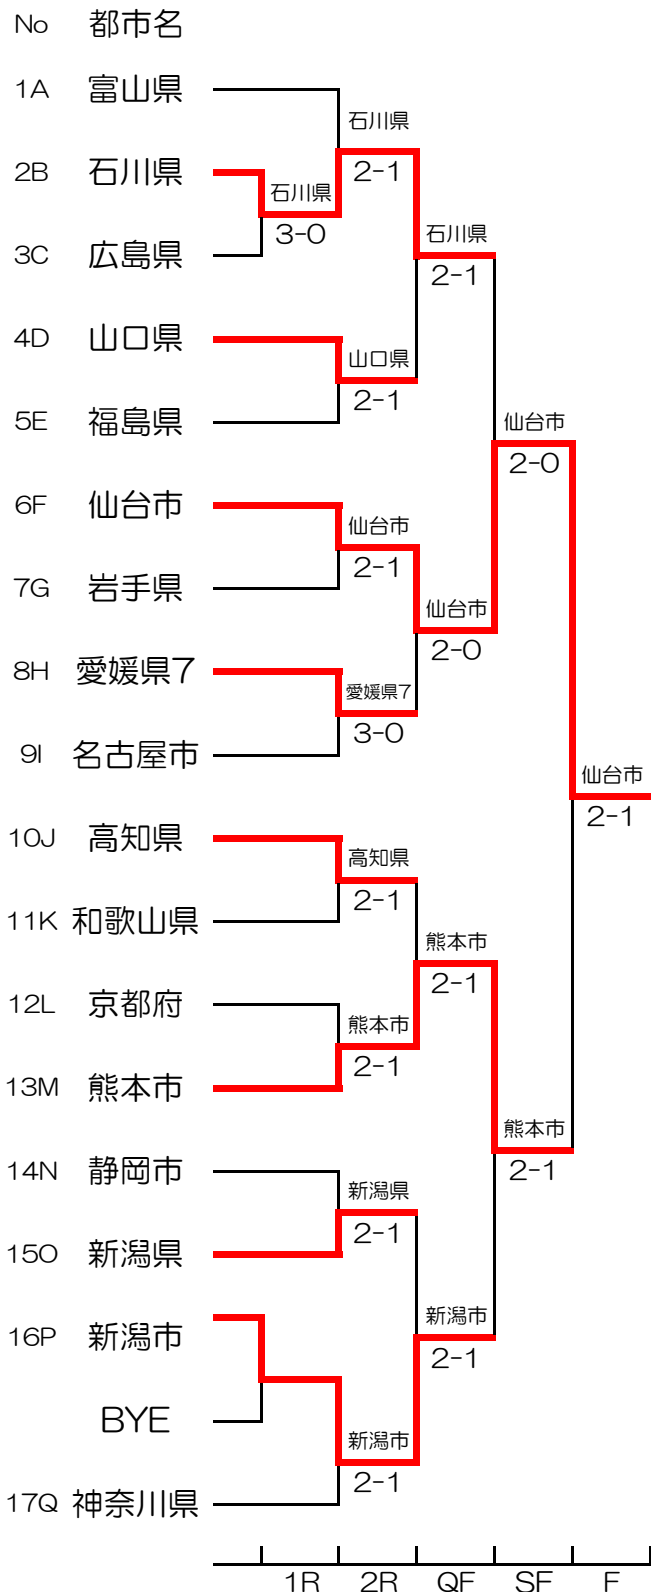 No 都市名
1A 富山県
石川県
2B 石川県
2-1
石川県
3-0
石川県
3C 広島県
2-1
4D 山口県
山口県
2-1
5E 福島県
仙台市
2-0
6F 仙台市
仙台市
2-1
7G 岩手県
仙台市
2-0
8H 愛媛県7
愛媛県7
3-0
9I 名古屋市
仙台市
2-1
10J 高知県
高知県
2-1
11K 和歌山県
熊本市
2-1
12L 京都府
熊本市
2-1
13M 熊本市
熊本市
2-1
14N 静岡市
新潟県
2-1
15O 新潟県
新潟市
2-1
16P 新潟市
BYE
新潟市
2-1
17Q 神奈川県
1R 2R QF SF F